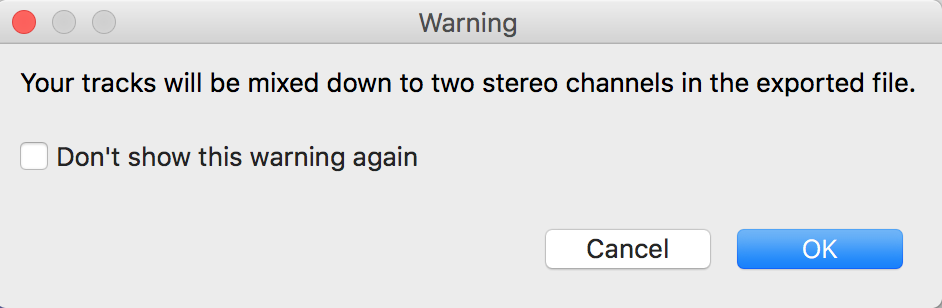 Warning
Your tracks will be mixed down to two stereo channels in the exported file.
Don't show this warning again
Cancel
OK